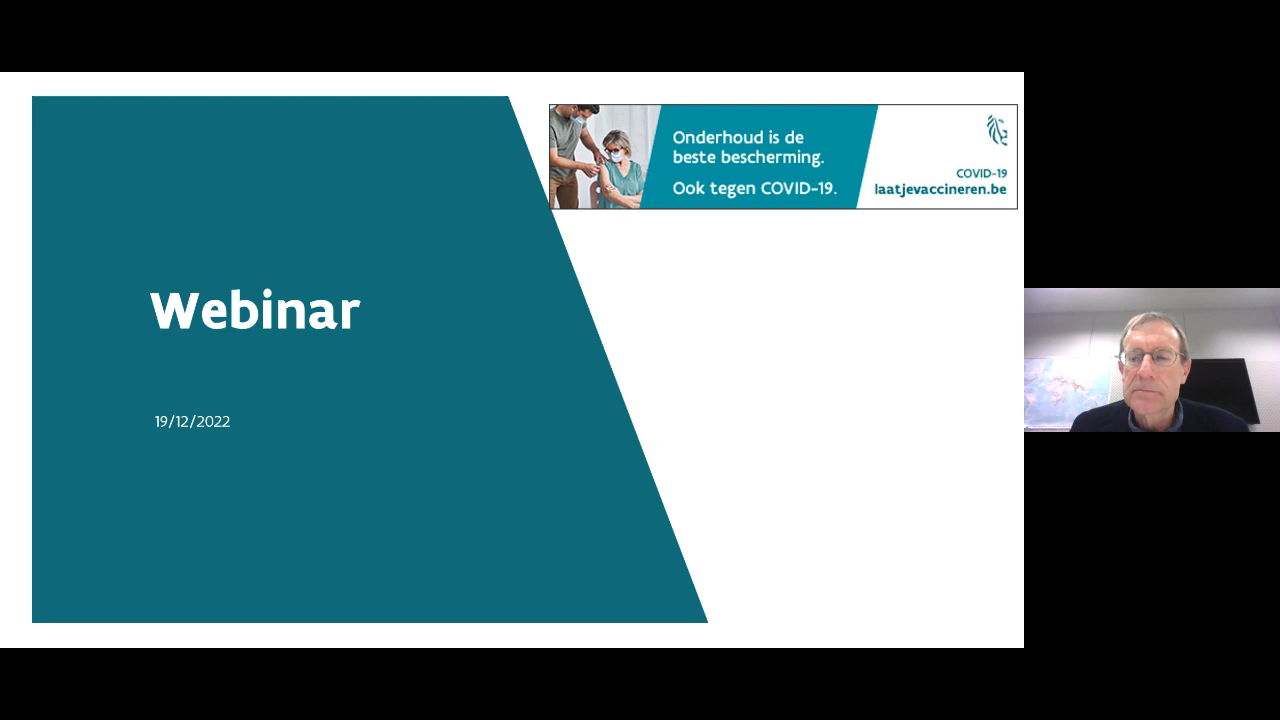 Webinar
19/12/2022
Onderhoud is de
beste bescherming.
Ook tegen COVID-19.
COVID-19
laatjevaccineren.be